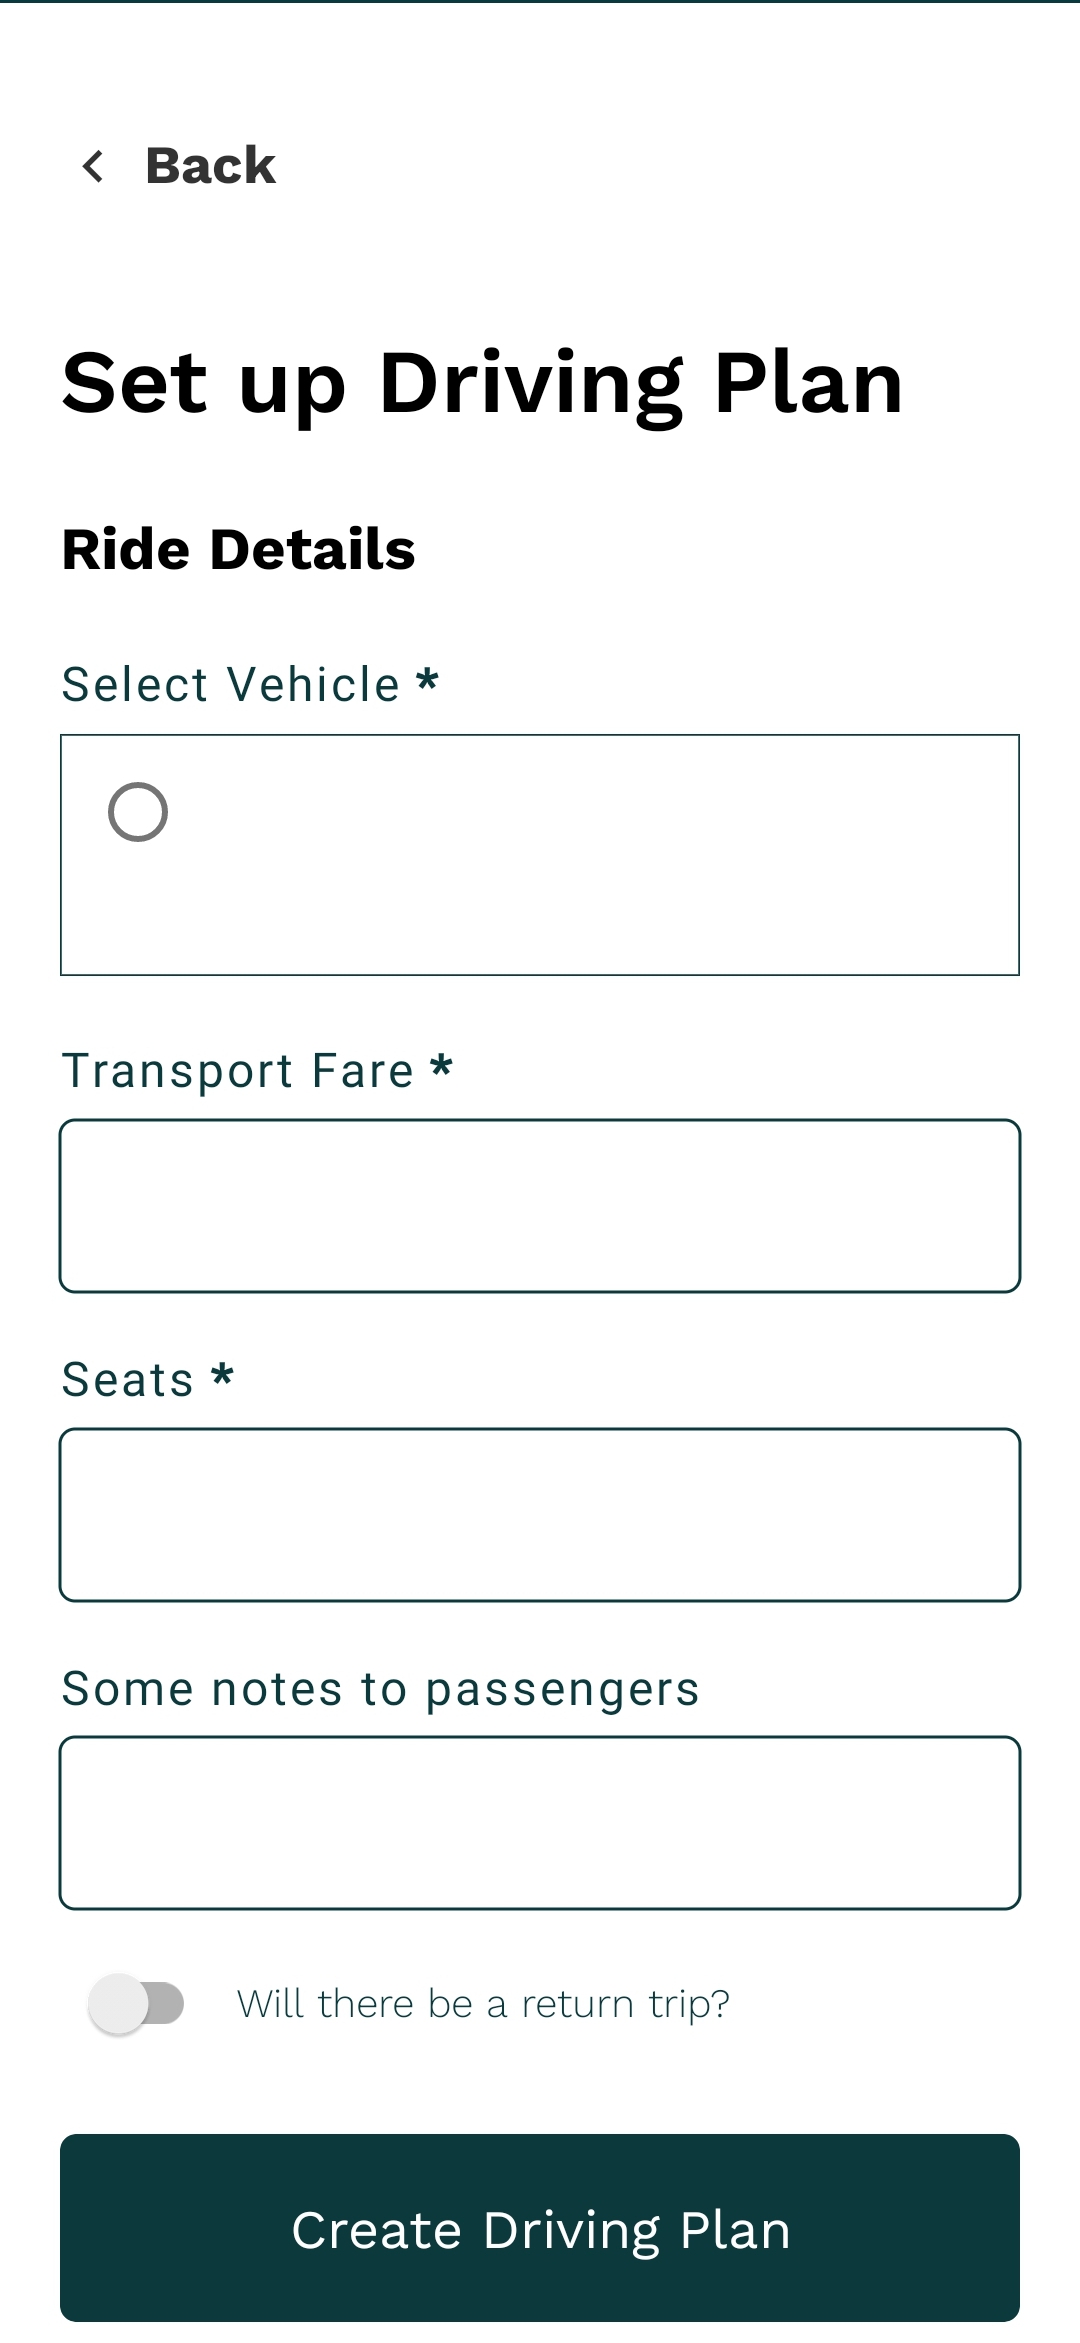 Back
Set up Driving Plan
Ride Details
Select Vehicle *
Transport Fare *
Seats *
Some notes to passengers
Will there be a return trip?
Create Driving Plan